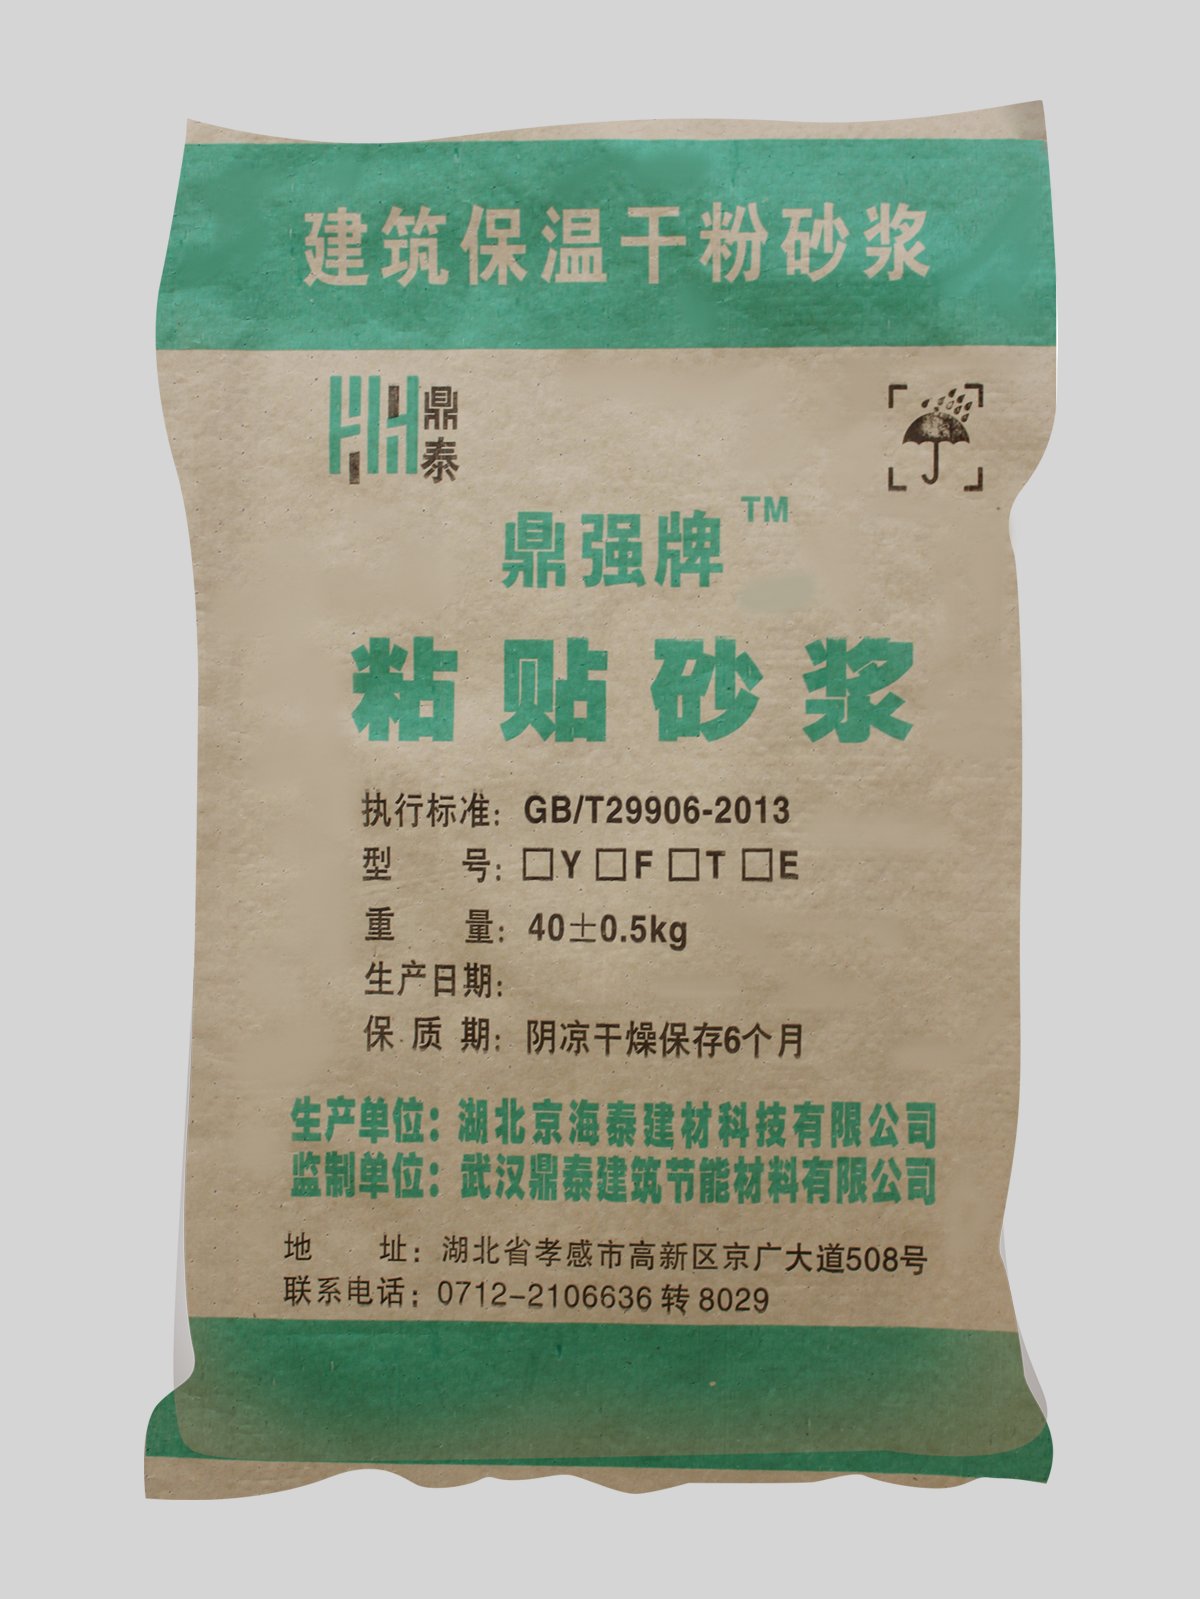 建筑保温干粉砂浆
鼎泰
鼎强牌™
粘贴砂浆
执行标准：GB/T29906-2013
型 号：□Y □F □T □E
重 量：40±0.5kg
生产日期：
保质期：阴凉干燥保存6个月
生产单位：湖北京海泰建材科技有限公司
监制单位：武汉鼎泰建筑节能材料有限公司
地 址：湖北省孝感市高新区京广大道508号
联系电话：0712-2106636 转 8029